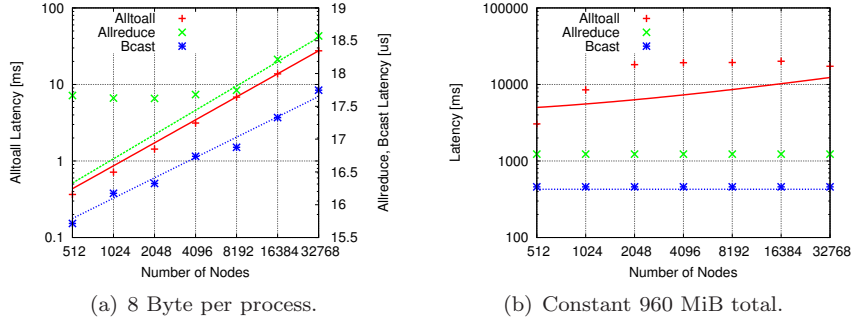 Alltoall
Allreduce
Bcast
Alltoall Latency [ms]
100
10
1
0.1
19
18.5
18
17.5
17
16.5
16
15.5
Allreduce, Bcast Latency [us]
512 1024 2048 4096 8192 16384 32768
Number of Nodes
(a) 8 Byte per process.
Alltoall
Allreduce
Bcast
Latency [ms]
100000
10000
1000
100
512 1024 2048 4096 8192 16384 32768
Number of Nodes
(b) Constant 960 MiB total.